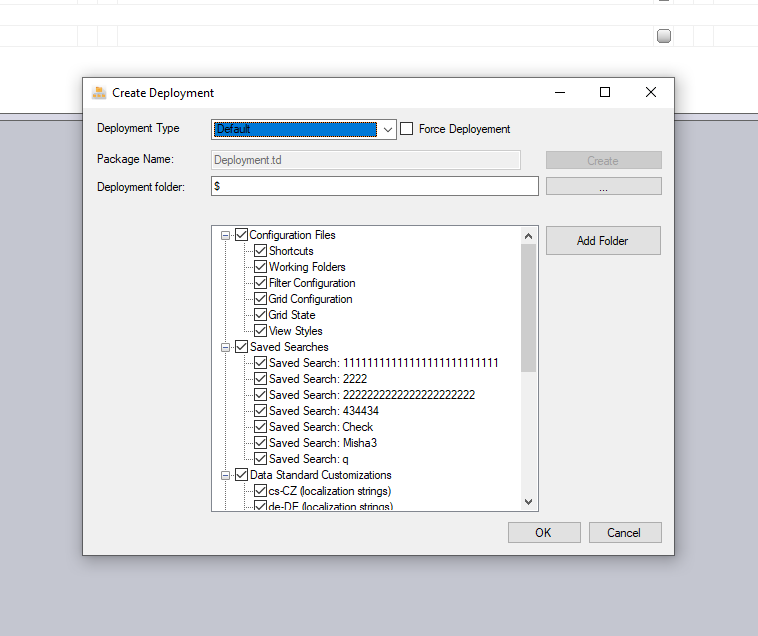 Create Deployment
Deployment Type
Default
Force Deployement
Package Name:
Deployment.td
Create
Deployment folder:
$
...
Configuration Files
Add Folder
Shortcuts
Working Folders
Filter Configuration
Grid Configuration
Grid State
View Styles
Saved Searches
Saved Search: 11111111111111111111111111
Saved Search: 2222
Saved Search: 2222222222222222222222
Saved Search: 434434
Saved Search: Check
Saved Search: Misha3
Saved Search: q
Data Standard Customizations
cs-CZ (localization strings)
de-DE (localization strings)
OK
Cancel